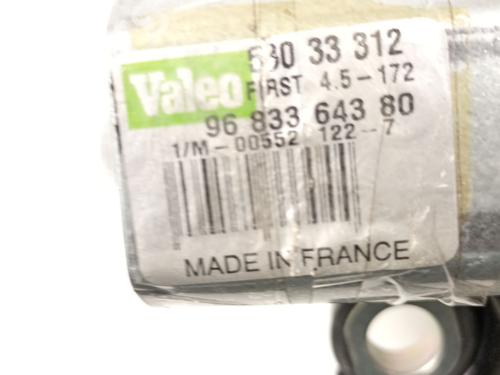 530 33 312
Valeo
FIRST 4.5-172
96 833 643 80
1/M-00552 122-7
MADE IN FRANCE